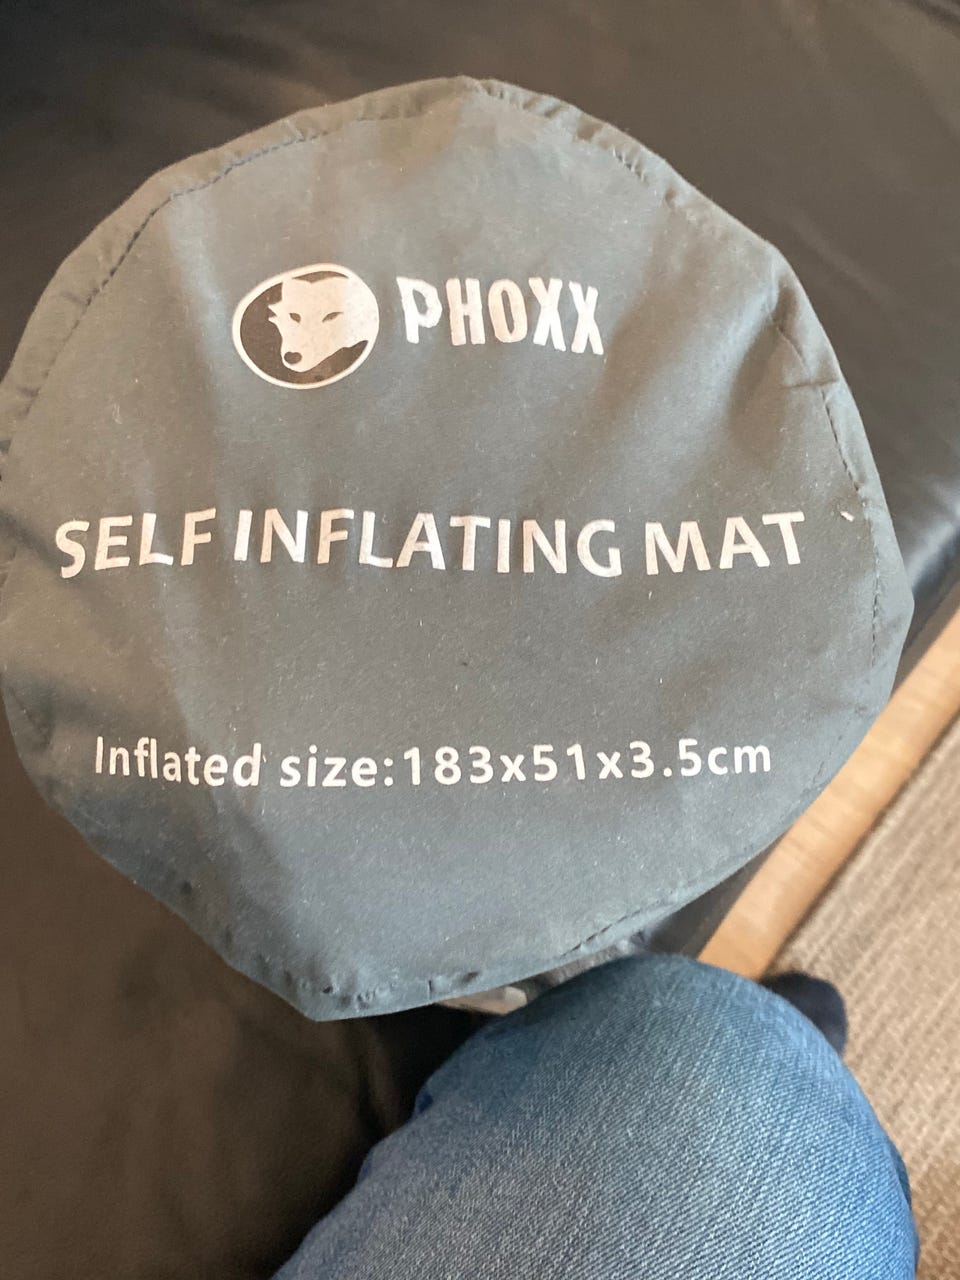 PHOXX
SELF INFLATING MAT
Inflated size:183x51x3.5cm